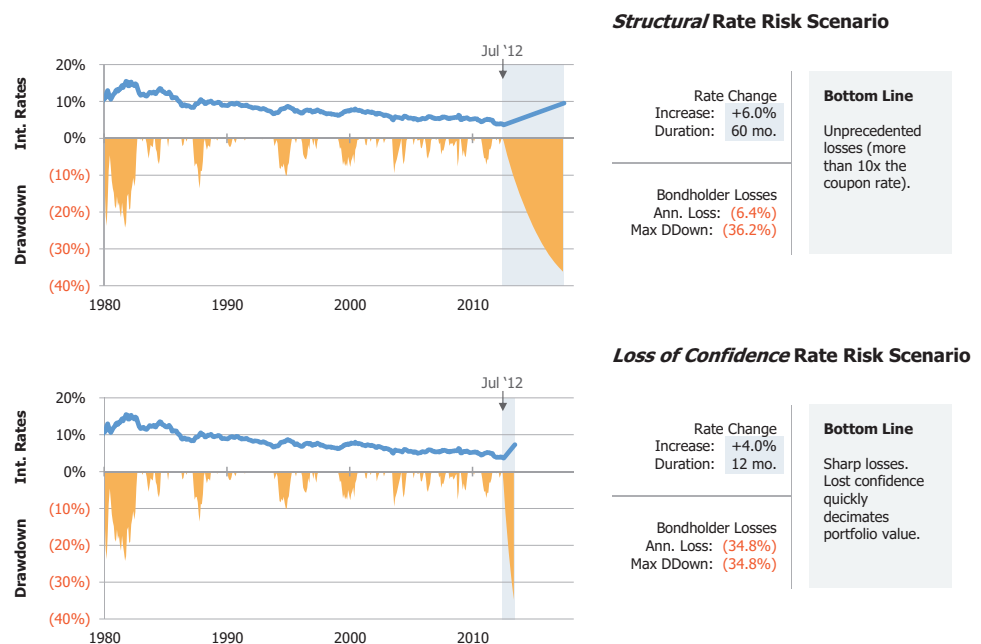 Structural Rate Risk Scenario
Jul ‘12
Int. Rates
Drawdown
20%
10%
0%
(10%)
(20%)
(30%)
(40%)
1980
1990
2000
2010
Rate Change
Increase: +6.0%
Duration: 60 mo.
Bondholder Losses
Ann. Loss: (6.4%)
Max DDown: (36.2%)
Bottom Line
Unprecedented
losses (more
than 10x the
coupon rate).
Loss of Confidence Rate Risk Scenario
Jul ‘12
Int. Rates
Drawdown
20%
10%
0%
(10%)
(20%)
(30%)
(40%)
1980
1990
2000
2010
Rate Change
Increase: +4.0%
Duration: 12 mo.
Bondholder Losses
Ann. Loss: (34.8%)
Max DDown: (34.8%)
Bottom Line
Sharp losses.
Lost confidence
quickly
decimates
portfolio value.